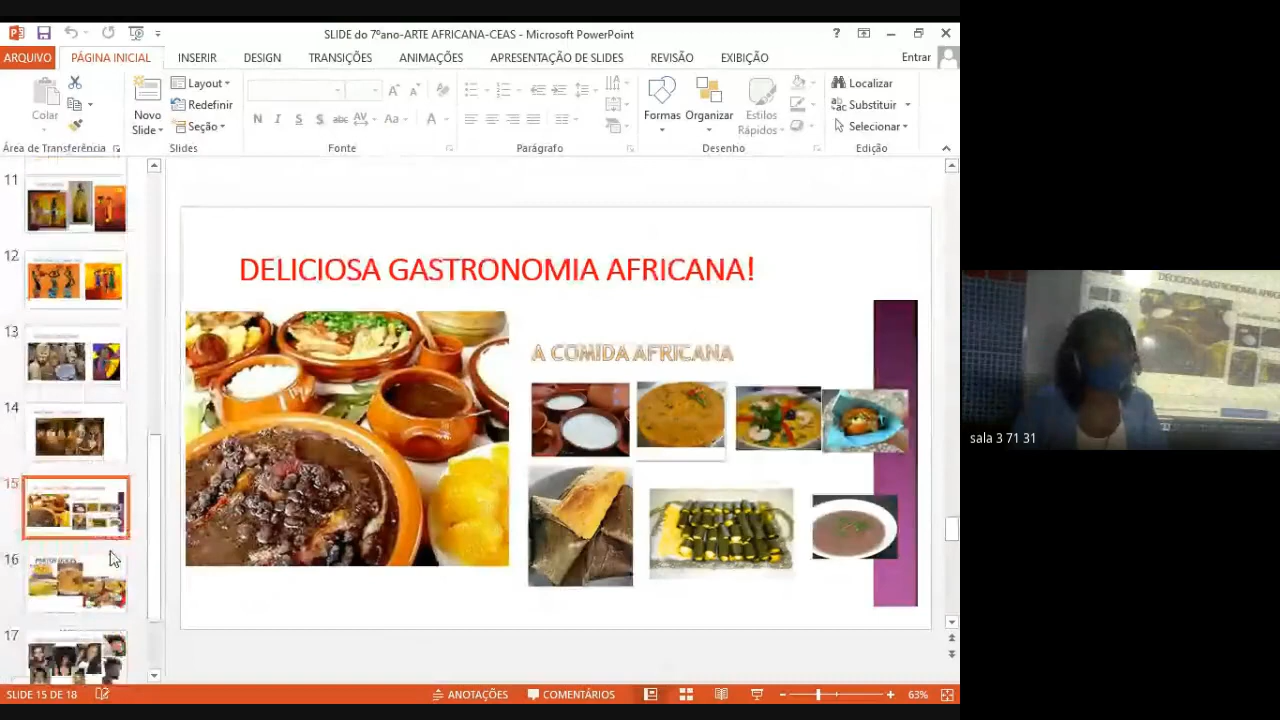 SLIDE do 7ºano-ARTE AFRICANA-CEAS - Microsoft PowerPoint
ARQUIVO PÁGINA INICIAL INSERIR DESIGN TRANSIÇÕES ANIMAÇÕES APRESENTAÇÃO DE SLIDES REVISÃO EXIBIÇÃO Entrar
Colar
Novo Slide
Layout
Redefinir
Seção
Formas
Organizar
Estilos Rápidos
Localizar
Substituir
Selecionar
Área de Transferência Slides Fonte Parágrafo Desenho Edição
11
12
13
14
15
16
17
DELICIOSA GASTRONOMIA AFRICANA!
A COMIDA AFRICANA
sala 3 71 31
SLIDE 15 DE 18 ANOTAÇÕES COMENTÁRIOS 63%